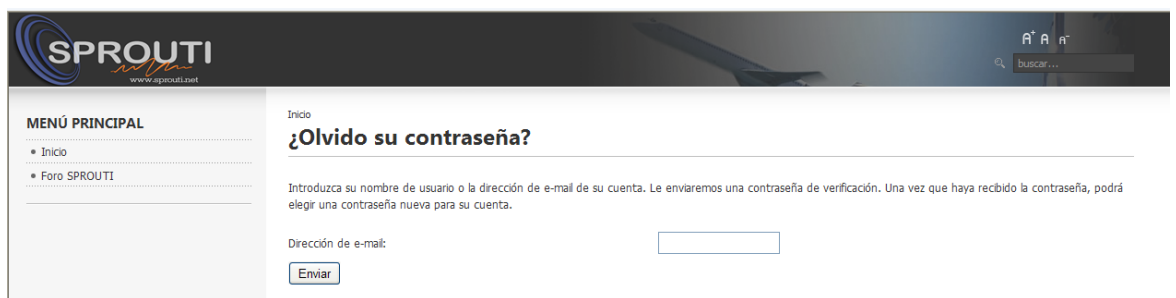 SPROUTI
www.sprouti.net
A+ A A-
buscar...
MENÚ PRINCIPAL
Inicio
Foro SPROUTI
Inicio
¿Olvido su contraseña?
Introduzca su nombre de usuario o la dirección de e-mail de su cuenta. Le enviaremos una contraseña de verificación. Una vez que haya recibido la contraseña, podrá
elegir una contraseña nueva para su cuenta.
Dirección de e-mail:
Enviar